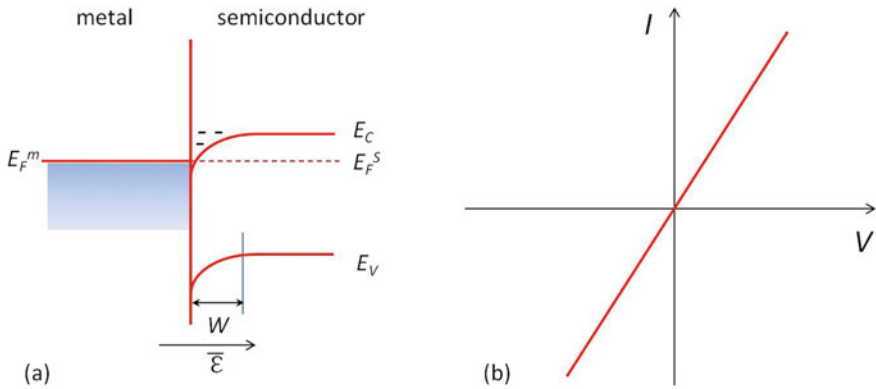 metal semiconductor
E_F^m
E_C
E_F^S
E_V
W
ε
(a)
I
V
(b)